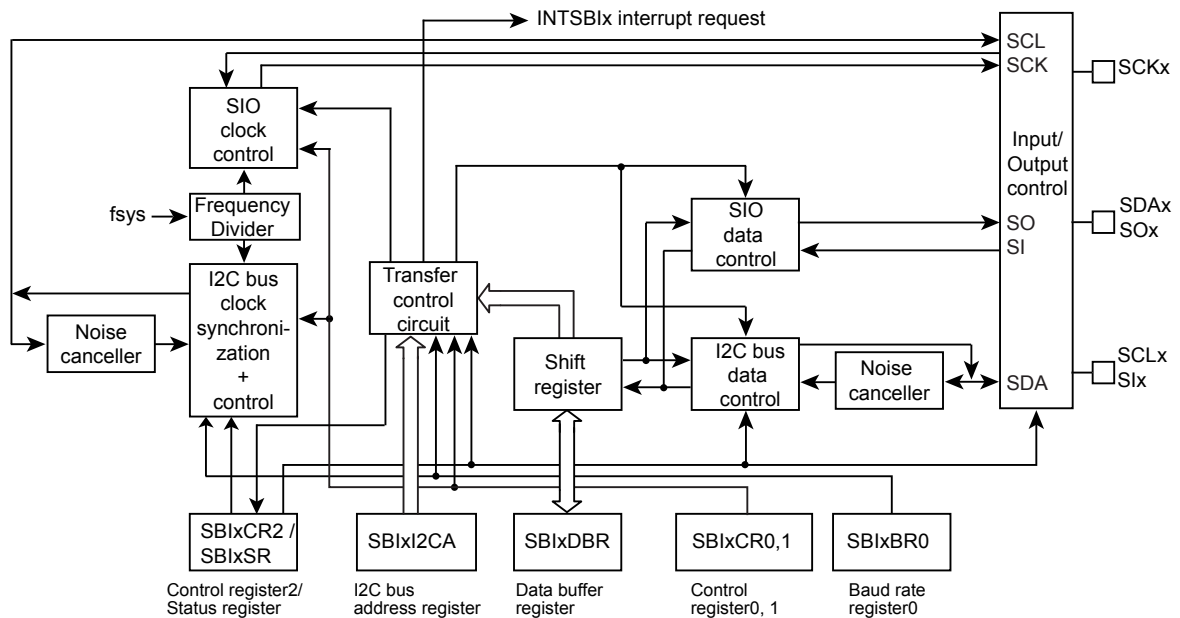 INTSBIx interrupt request
SCL
SCK
SCKx
SIO
clock
control
Input/
Output
control
fsys
Frequency
Divider
SIO
data
control
SO
SI
SDAx
SOx
I2C bus
clock
synchroni-
zation
+
control
Transfer
control
circuit
Noise
canceller
Shift
register
I2C bus
data
control
Noise
canceller
SDA
SCLx
SIx
SBIxCR2 /
SBIxSR
SBIxI2CA
SBIxDBR
SBIxCR0,1
SBIxBR0
Control register2/
Status register
I2C bus
address register
Data buffer
register
Control
register0, 1
Baud rate
register0